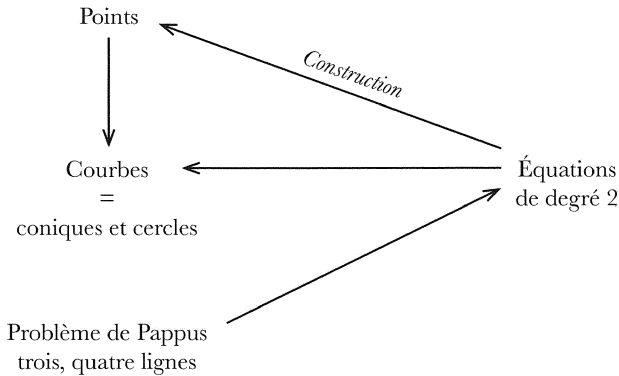 Points
Construction
Courbes
=
coniques et cercles
Équations
de degré 2
Problème de Pappus
trois, quatre lignes